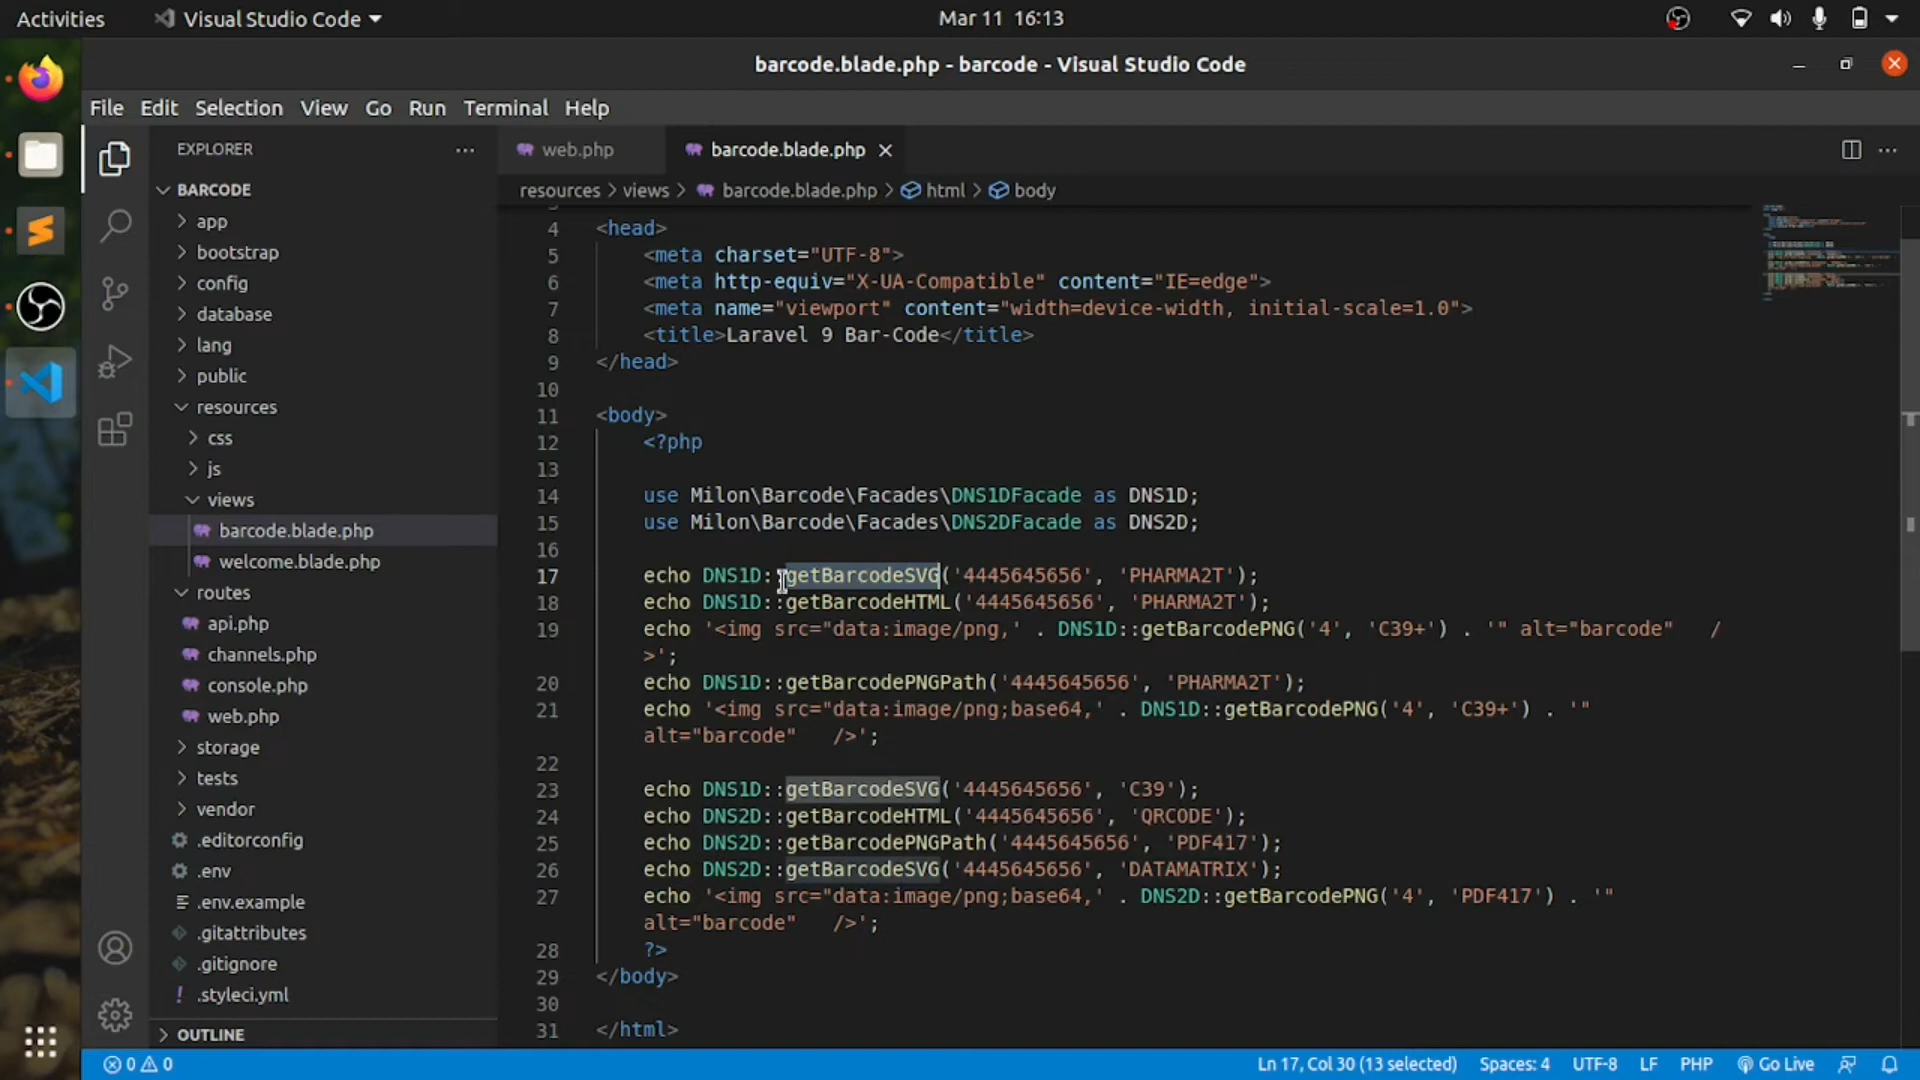 Activities
Visual Studio Code
Mar 11 16:13
barcode.blade.php - barcode - Visual Studio Code
File Edit Selection View Go Run Terminal Help
EXPLORER
web.php
barcode.blade.php
BARCODE
resources > views > barcode.blade.php > html > body
app
bootstrap
config
database
lang
public
resources
css
js
views
barcode.blade.php
welcome.blade.php
routes
api.php
channels.php
console.php
web.php
storage
tests
vendor
.editorconfig
.env
.env.example
.gitattributes
.gitignore
.styleci.yml
OUTLINE
4 <head>
5 <meta charset="UTF-8">
6 <meta http-equiv="X-UA-Compatible" content="IE=edge">
7 <meta name="viewport" content="width=device-width, initial-scale=1.0">
8 <title>Laravel 9 Bar-Code</title>
9 </head>
10
11 <body>
12 <?php
13
14 use Milon\Barcode\Facades\DNS1DFacade as DNS1D;
15 use Milon\Barcode\Facades\DNS2DFacade as DNS2D;
16
17 echo DNS1D::getBarcodeSVG('4445645656', 'PHARMA2T');
18 echo DNS1D::getBarcodeHTML('4445645656', 'PHARMA2T');
19 echo '<img src="data:image/png,' . DNS1D::getBarcodePNG('4', 'C39+') . '" alt="barcode"   /
>';
20 echo DNS1D::getBarcodePNGPath('4445645656', 'PHARMA2T');
21 echo '<img src="data:image/png;base64,' . DNS1D::getBarcodePNG('4', 'C39+') . '"
alt="barcode"   />';
22
23 echo DNS1D::getBarcodeSVG('4445645656', 'C39');
24 echo DNS2D::getBarcodeHTML('4445645656', 'QRCODE');
25 echo DNS2D::getBarcodePNGPath('4445645656', 'PDF417');
26 echo DNS2D::getBarcodeSVG('4445645656', 'DATAMATRIX');
27 echo '<img src="data:image/png;base64,' . DNS2D::getBarcodePNG('4', 'PDF417') . '"
alt="barcode"   />';
28 ?>
29 </body>
30
31 </html>
0 0
Ln 17, Col 30 (13 selected) Spaces: 4 UTF-8 LF PHP Go Live